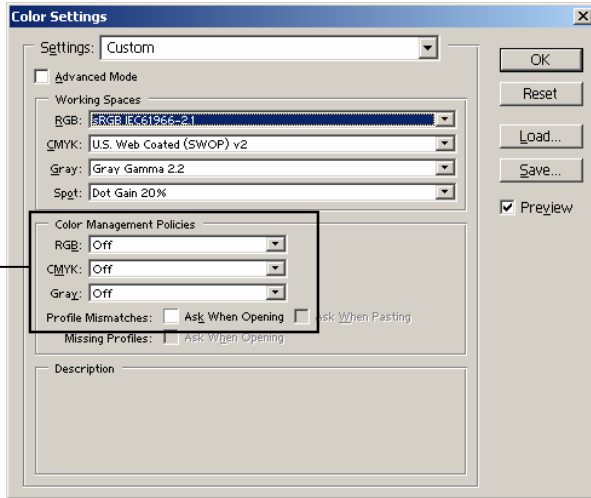 Color Settings
Settings: Custom
OK
Advanced Mode
Reset
Working Spaces
RGB: sRGB IEC61966-2.1
CMYK: U.S. Web Coated (SWOP) v2
Load...
Gray: Gray Gamma 2.2
Save...
Spot: Dot Gain 20%
Preview
Color Management Policies
RGB: Off
CMYK: Off
Gray: Off
Profile Mismatches: Ask When Opening Ask When Pasting
Missing Profiles: Ask When Opening
Description